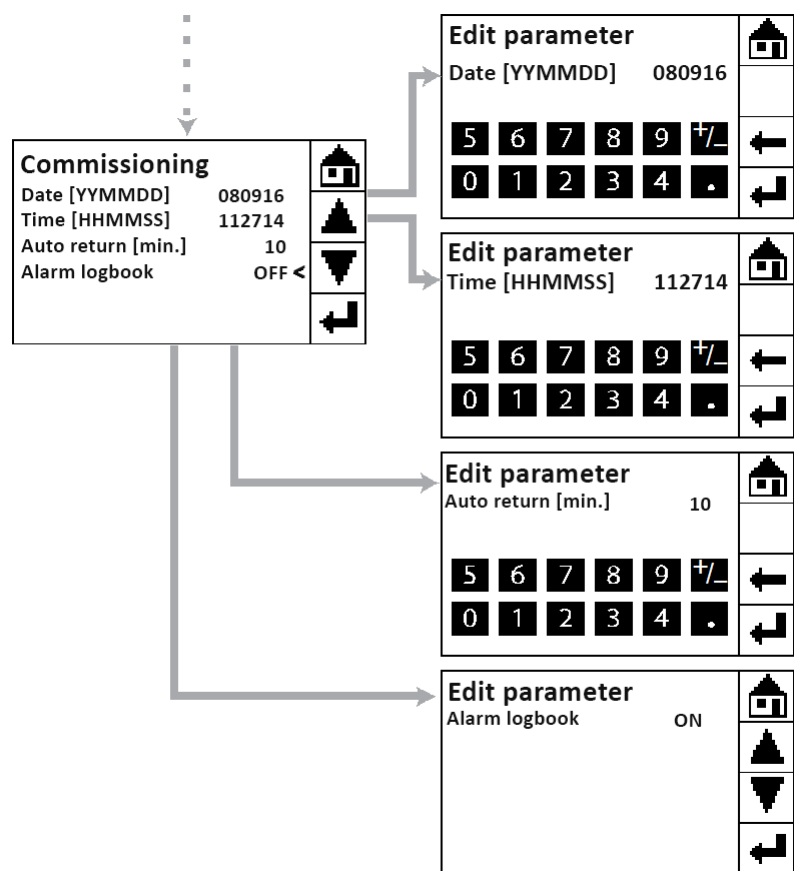 Commissioning
Date [YYMMDD] 080916
Time [HHMMSS] 112714
Auto return [min.] 10
Alarm logbook OFF <
Edit parameter
Date [YYMMDD] 080916
5 6 7 8 9 +/-
0 1 2 3 4 .
Edit parameter
Time [HHMMSS] 112714
5 6 7 8 9 +/-
0 1 2 3 4 .
Edit parameter
Auto return [min.] 10
5 6 7 8 9 +/-
0 1 2 3 4 .
Edit parameter
Alarm logbook ON